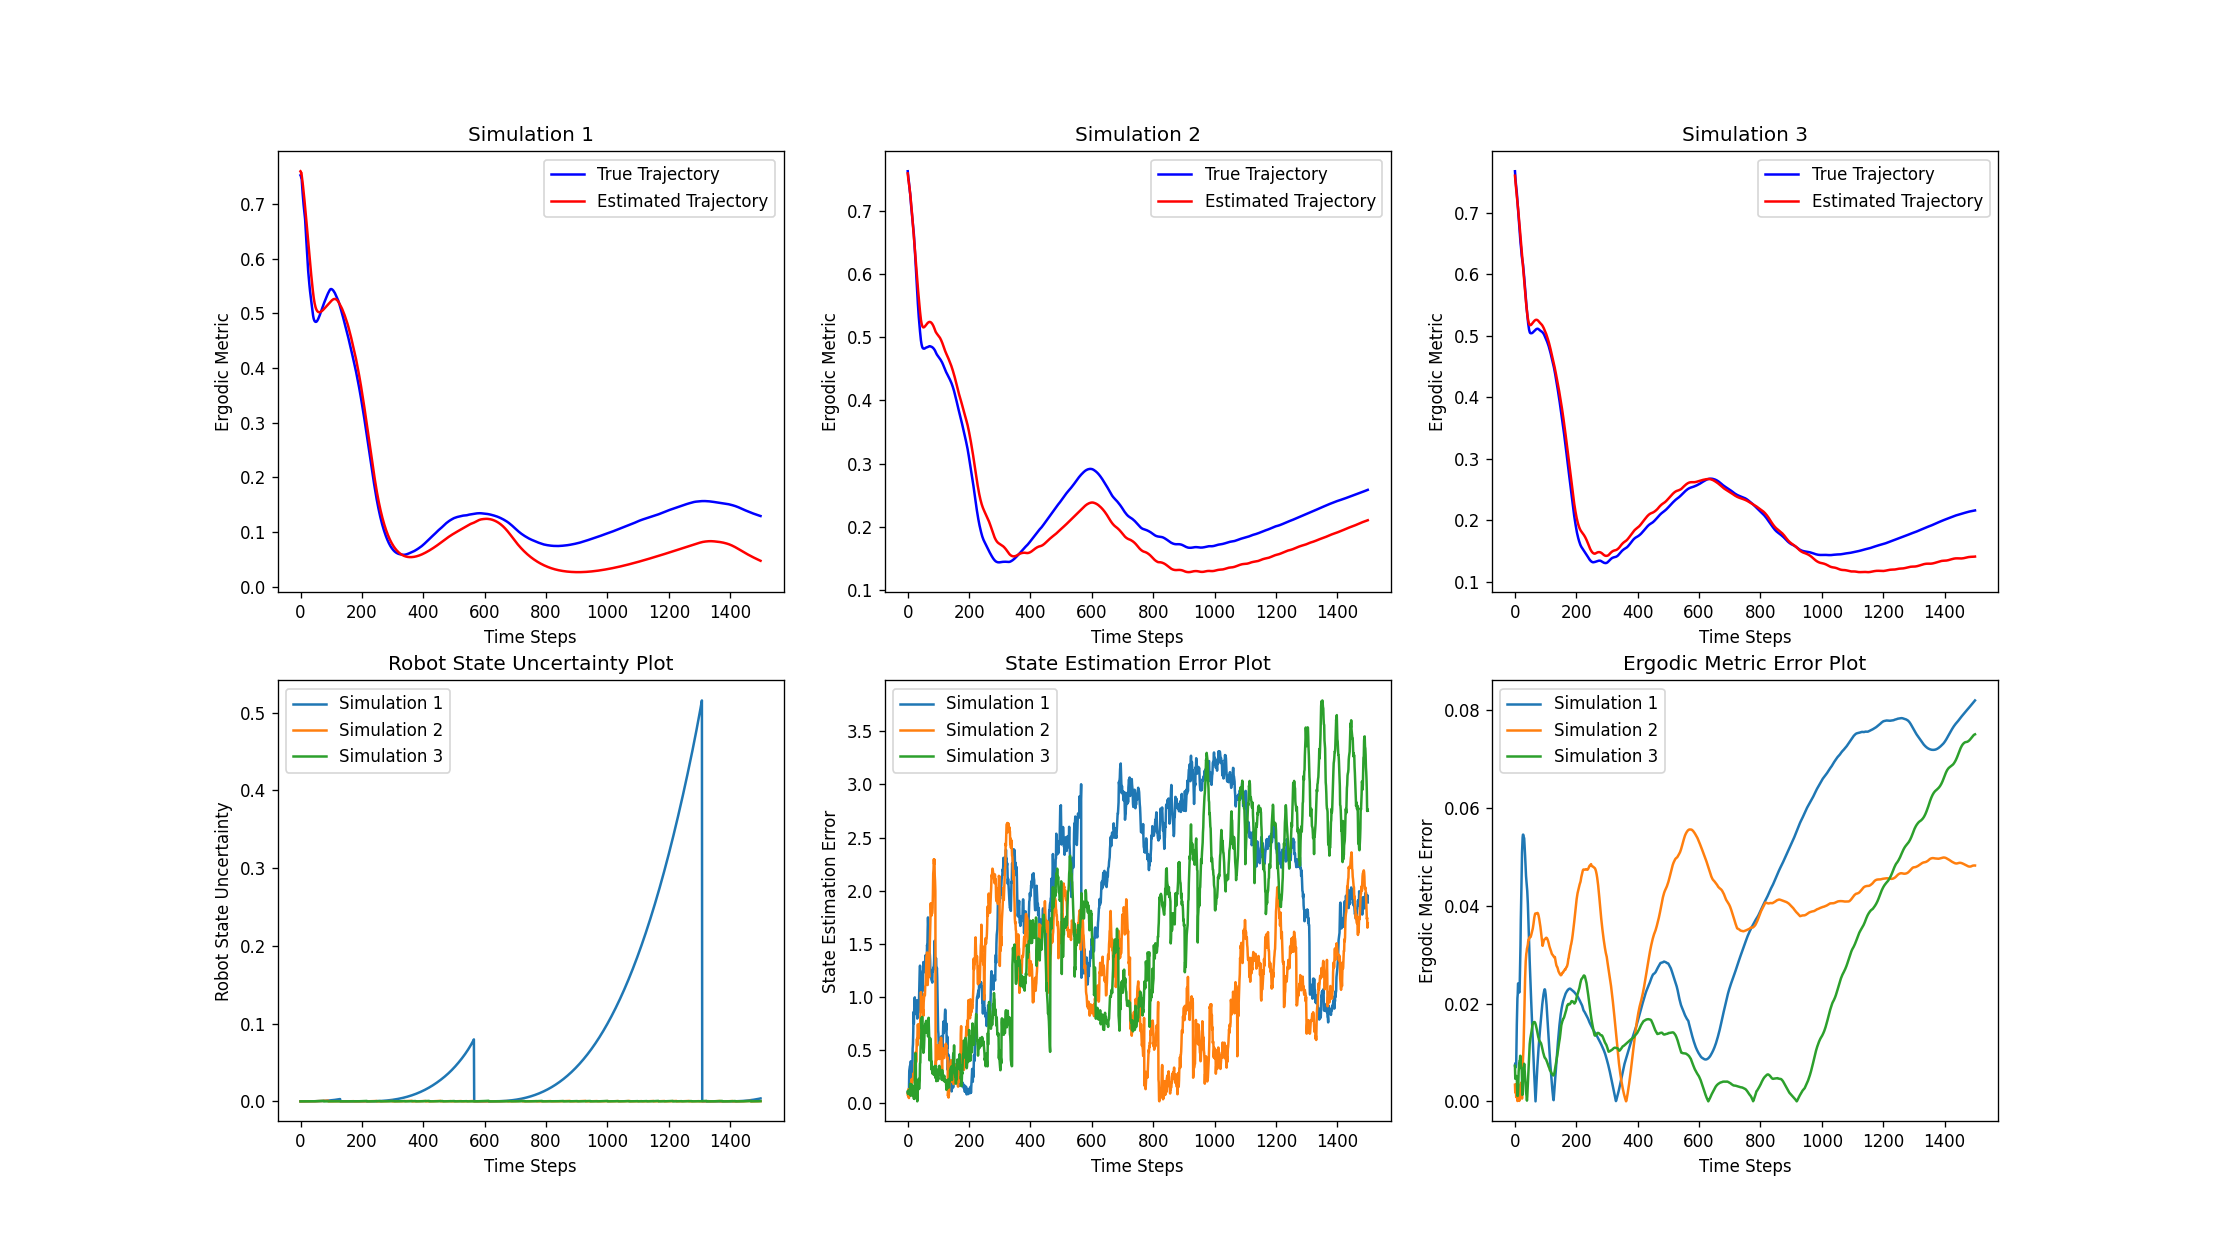 Simulation 1
True Trajectory
Estimated Trajectory
Ergodic Metric
0.7
0.6
0.5
0.4
0.3
0.2
0.1
0.0
0 200 400 600 800 1000 1200 1400
Time Steps
Simulation 2
True Trajectory
Estimated Trajectory
Ergodic Metric
0.7
0.6
0.5
0.4
0.3
0.2
0.1
0 200 400 600 800 1000 1200 1400
Time Steps
Simulation 3
True Trajectory
Estimated Trajectory
Ergodic Metric
0.7
0.6
0.5
0.4
0.3
0.2
0.1
0 200 400 600 800 1000 1200 1400
Time Steps
Robot State Uncertainty Plot
Simulation 1
Simulation 2
Simulation 3
Robot State Uncertainty
0.5
0.4
0.3
0.2
0.1
0.0
0 200 400 600 800 1000 1200 1400
Time Steps
State Estimation Error Plot
Simulation 1
Simulation 2
Simulation 3
State Estimation Error
3.5
3.0
2.5
2.0
1.5
1.0
0.5
0.0
0 200 400 600 800 1000 1200 1400
Time Steps
Ergodic Metric Error Plot
Simulation 1
Simulation 2
Simulation 3
Ergodic Metric Error
0.08
0.06
0.04
0.02
0.00
0 200 400 600 800 1000 1200 1400
Time Steps